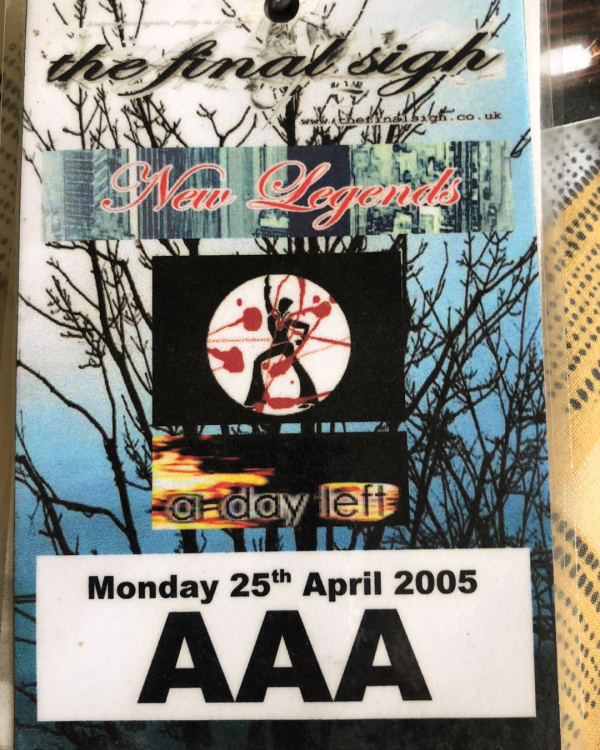 the final sigh
www.thefinalsigh.co.uk
New Legends
a day left
Monday 25th April 2005
AAA